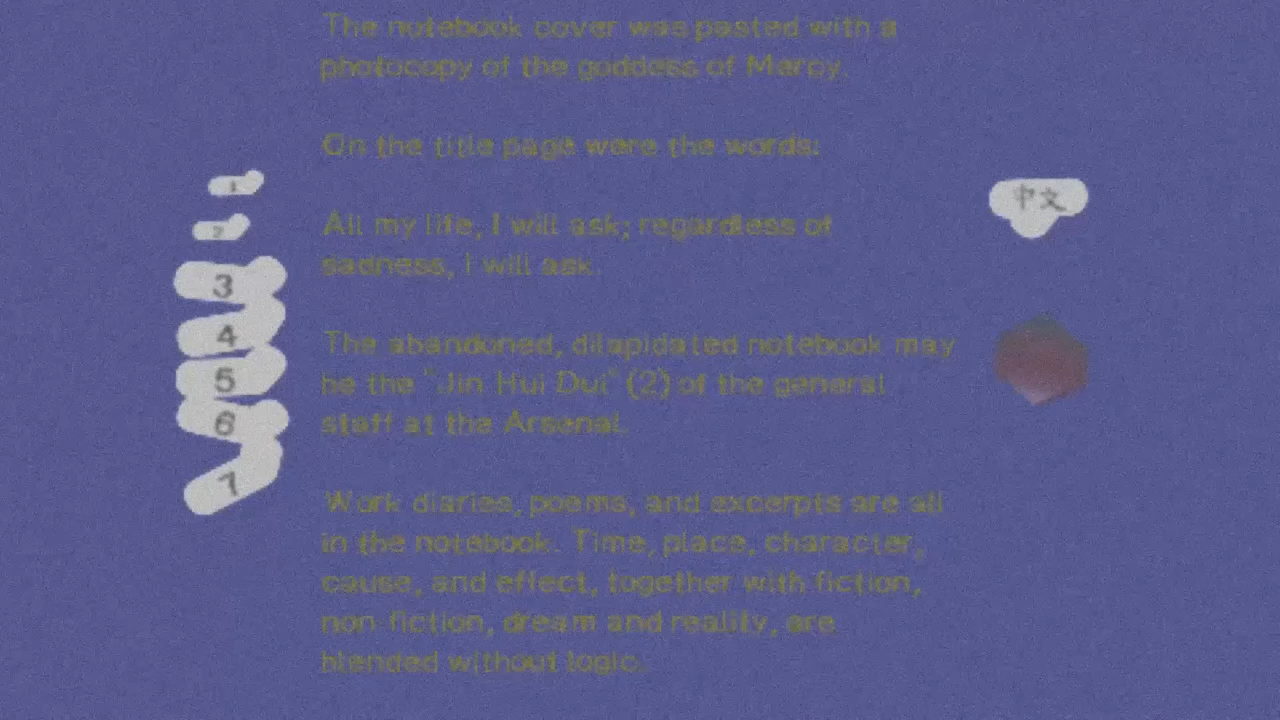 The notebook cover was pasted with a
photocopy of the goddess of Mercy.
On the title page were the words:
All my life, I will ask; regardless of
sadness, I will ask.
The abandoned, dilapidated notebook may
be the "Jin Hui Dui" (2) of the general
staff at the Arsenal.
Work diaries, poems, and excerpts are all
in the notebook. Time, place, character,
cause, and effect, together with fiction,
non-fiction, dream and reality, are
blended without logic.
1
2
3
4
5
6
7
中文